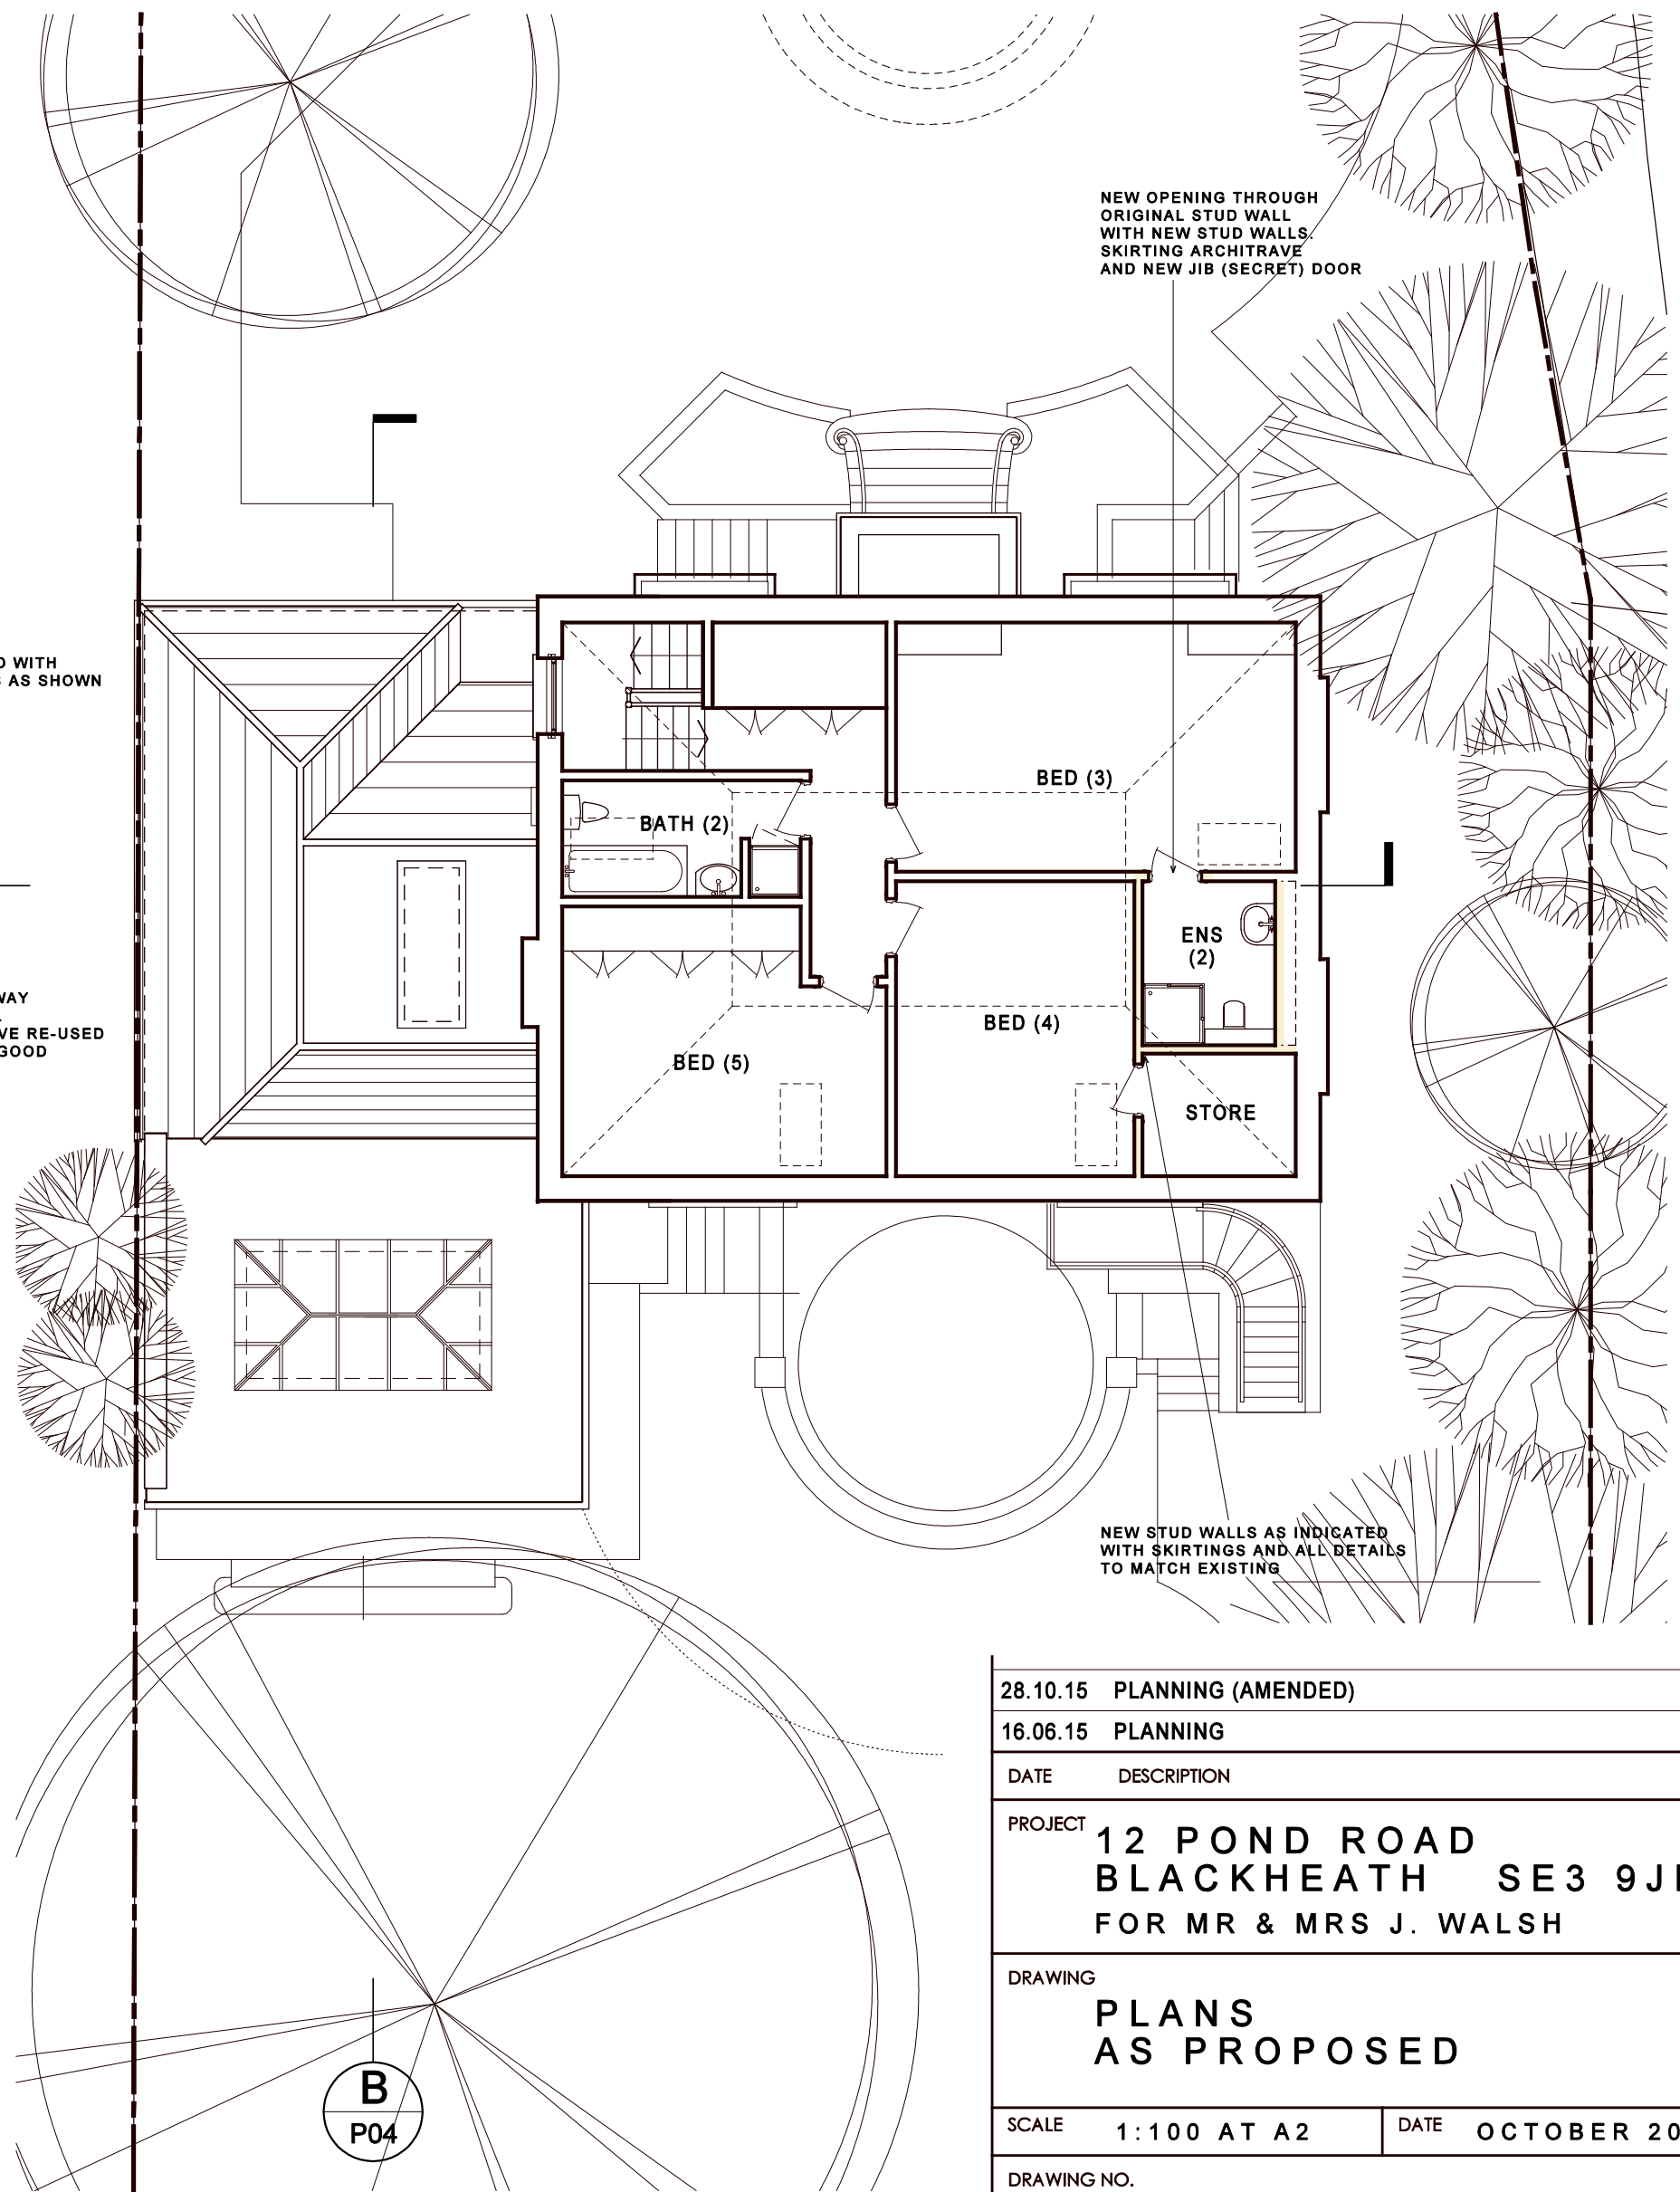 NEW OPENING THROUGH
ORIGINAL STUD WALL
WITH NEW STUD WALLS.
SKIRTING ARCHITRAVE
AND NEW JIB (SECRET) DOOR
WITH
AS SHOWN
BED (3)
BATH (2)
ENS
(2)
RE-USED
GOOD
BED (4)
BED (5)
STORE
NEW STUD WALLS AS INDICATED
WITH SKIRTINGS AND ALL DETAILS
TO MATCH EXISTING
28.10.15 PLANNING (AMENDED)
16.06.15 PLANNING
DATE DESCRIPTION
PROJECT
12 POND ROAD
BLACKHEATH SE3
FOR MR & MRS J. WALSH
DRAWING
PLANS
AS PROPOSED
B
P04
SCALE 1:100 AT A2
DATE OCTOBER
DRAWING NO.